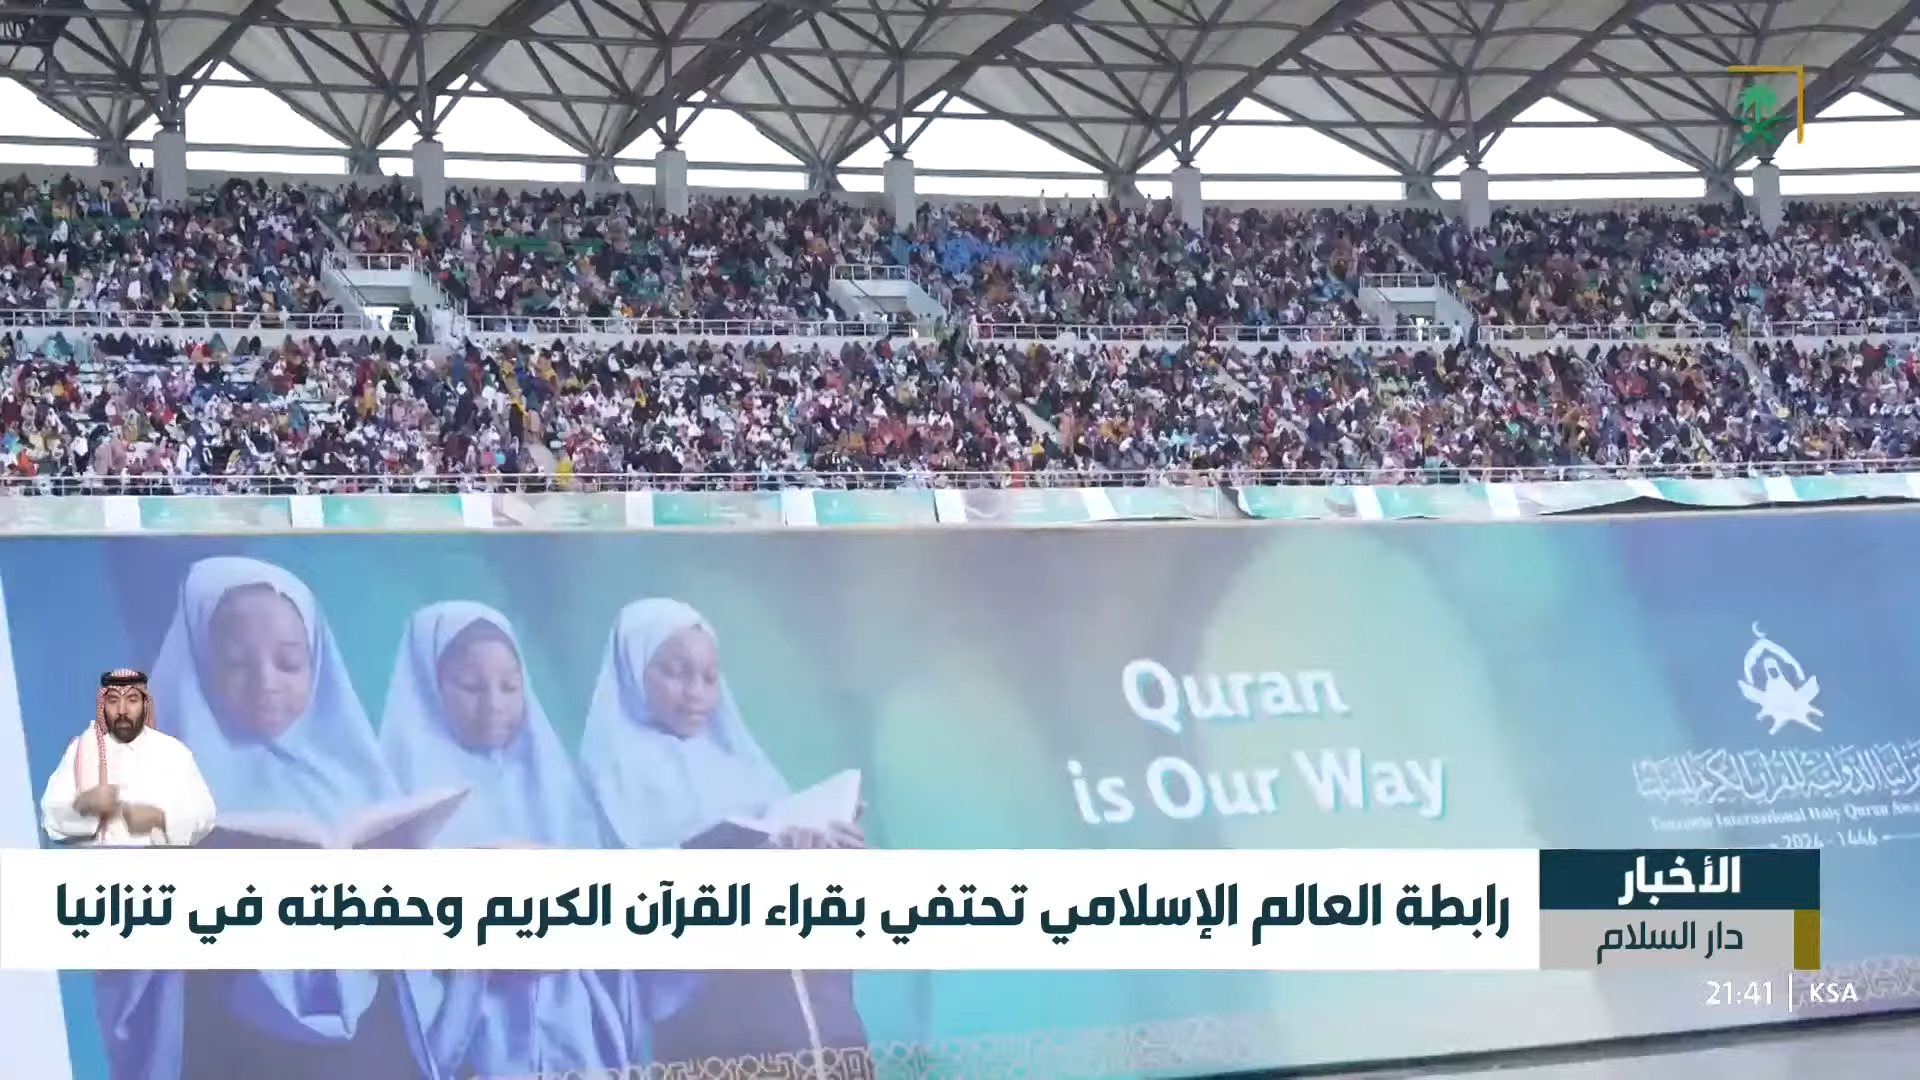 Quran
is Our Way
Tanzania International Holy Quran
2024 - 1446
الأخبار
دار السلام
رابطة العالم الإسلامي تحتفي بقراء القرآن الكريم وحفظته في تنزانيا
21:41 | KSA